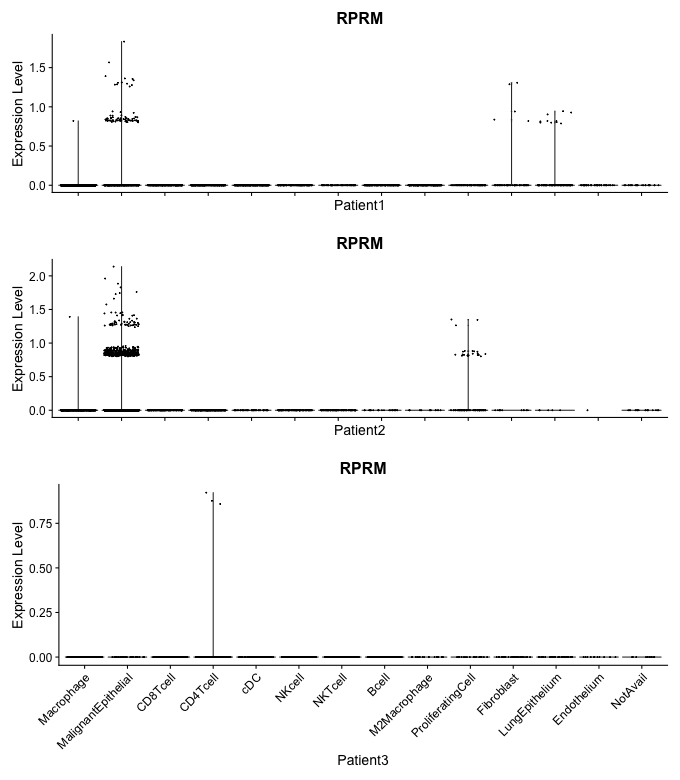 RPRM
Expression Level
1.5
1.0
0.5
0.0
Patient1
RPRM
Expression Level
2.0
1.5
1.0
0.5
0.0
Patient2
RPRM
Expression Level
0.75
0.50
0.25
0.00
Macrophage
MalignantEpithelial
CD8Tcell
CD4Tcell
cDC
NKcell
NKTcell
Bcell
M2Macrophage
ProliferatingCell
Fibroblast
LungEpithelium
Endothelium
NotAvail
Patient3